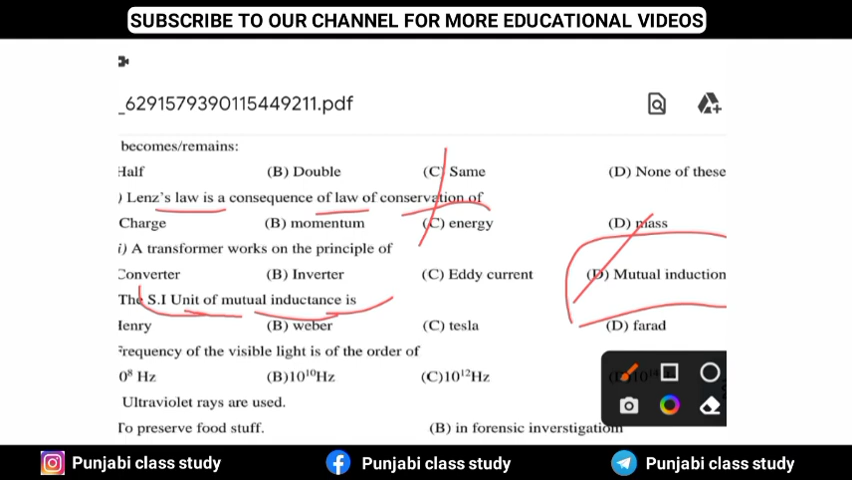 SUBSCRIBE TO OUR CHANNEL FOR MORE EDUCATIONAL VIDEOS
_6291579390115449211.pdf
becomes/remains:
Half (B) Double (C) Same (D) None of these
) Lenz's law is a consequence of law of conservation of
Charge (B) momentum (C) energy (D) mass
i) A transformer works on the principle of
Converter (B) Inverter (C) Eddy current (D) Mutual induction
The S.I Unit of mutual inductance is
Henry (B) weber (C) tesla (D) farad
Frequency of the visible light is of the order of
0⁸ Hz (B)10¹⁰Hz (C)10¹²Hz
Ultraviolet rays are used.
To preserve food stuff. (B) in forensic inverstigation
Punjabi class study Punjabi class study Punjabi class study